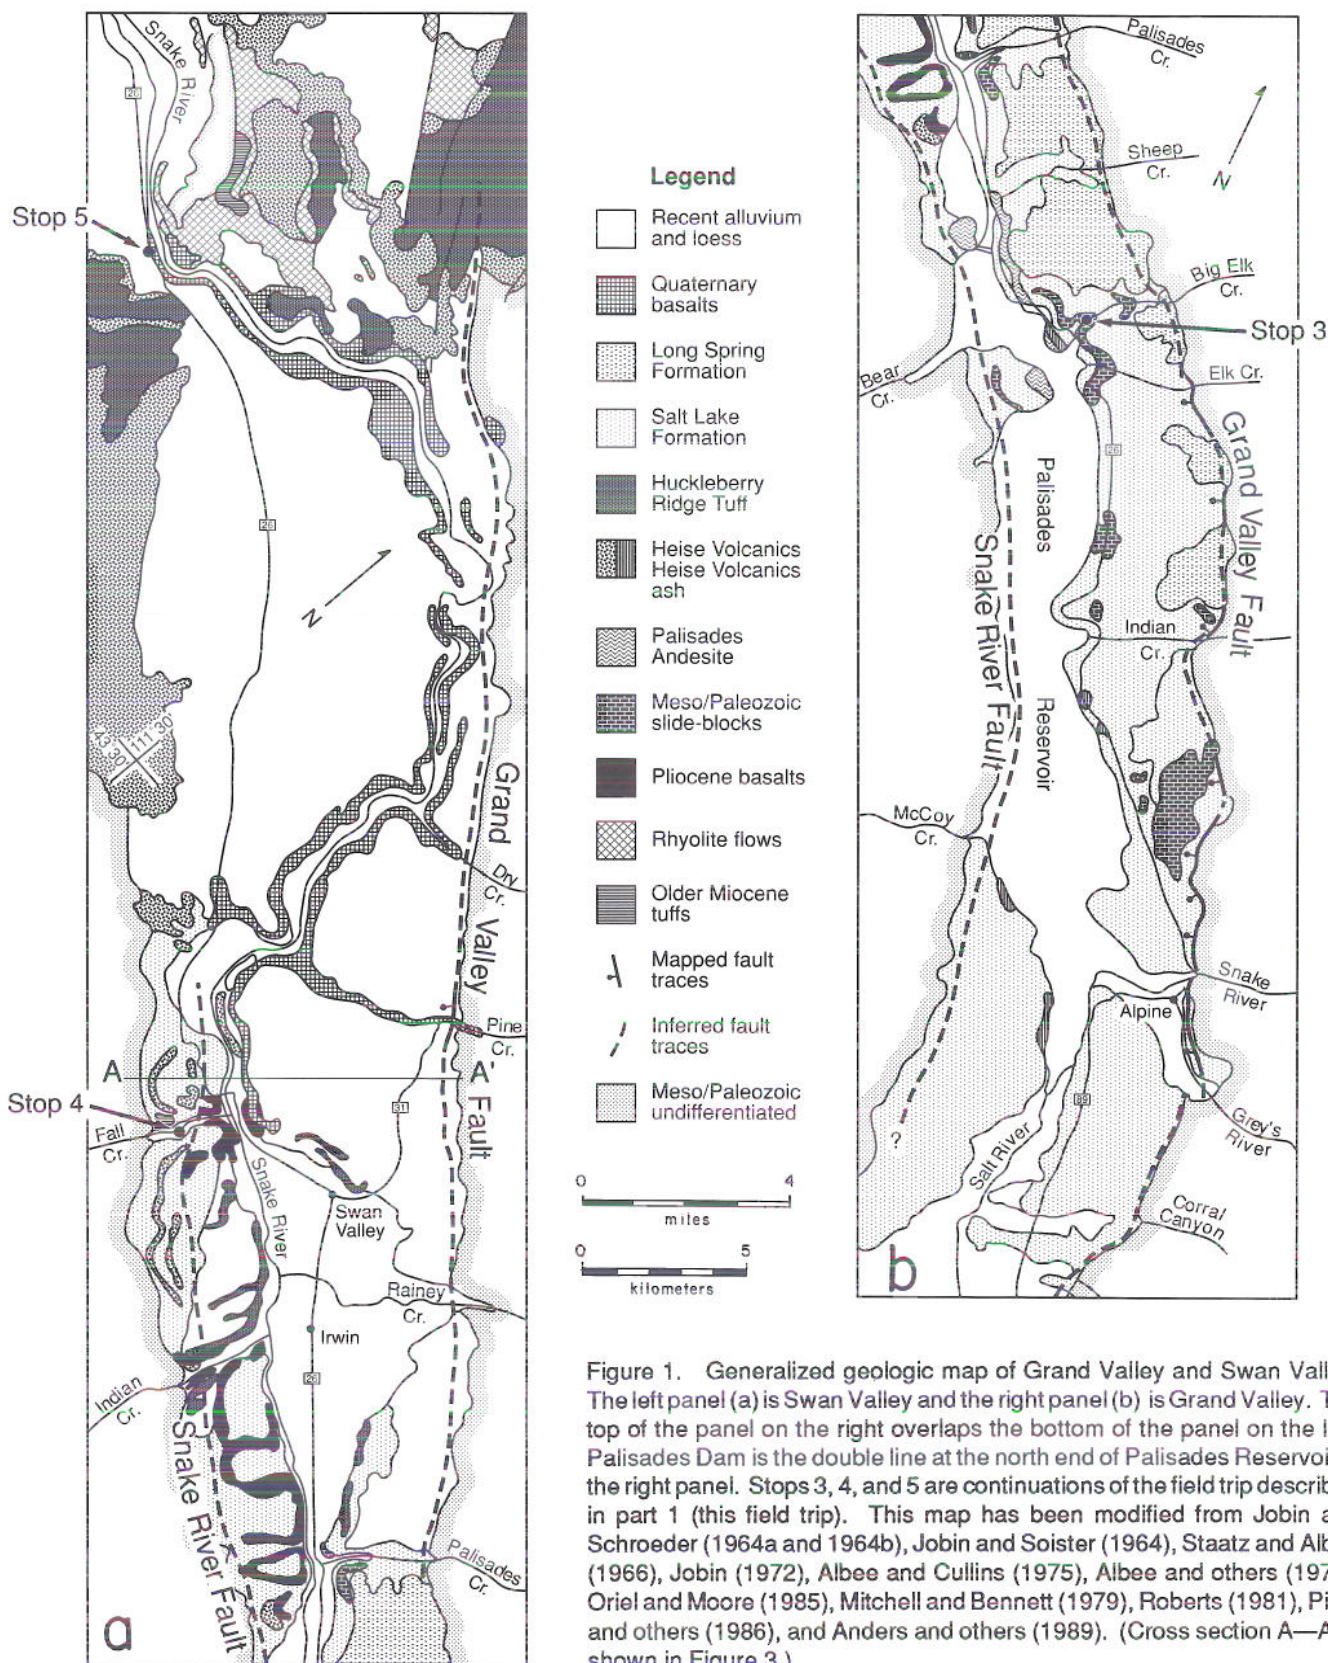 Snake River
26
Stop 5
26
N
43°30'
111°30'
Grand Valley Fault
Dry
Cr.
Pine
Cr.
A
A'
31
Stop 4
Fall
Cr.
Snake River
Swan
Valley
Rainey
Cr.
Irwin
26
Indian
Cr.
Snake River Fault
Palisades
Cr.
a
Legend
Recent alluvium
and loess
Quaternary
basalts
Long Spring
Formation
Salt Lake
Formation
Huckleberry
Ridge Tuff
Heise Volcanics
Heise Volcanics
ash
Palisades
Andesite
Meso/Paleozoic
slide-blocks
Pliocene basalts
Rhyolite flows
Older Miocene
tuffs
Mapped fault
traces
Inferred fault
traces
Meso/Paleozoic
undifferentiated
0 4
miles
0 5
kilometers
Palisades
Cr.
N
Sheep
Cr.
Big Elk
Cr.
Stop 3
Bear
Cr.
Elk Cr.
26
Grand Valley Fault
Palisades
Snake River Fault
Indian
Cr.
Reservoir
McCoy
Cr.
Snake
River
Alpine
89
Grey's
River
?
Salt River
Corral
Canyon
b
Figure 1. Generalized geologic map of Grand Valley and Swan Vall
The left panel (a) is Swan Valley and the right panel (b) is Grand Valley. T
top of the panel on the right overlaps the bottom of the panel on the l
Palisades Dam is the double line at the north end of Palisades Reservoi
the right panel. Stops 3, 4, and 5 are continuations of the field trip describ
in part 1 (this field trip). This map has been modified from Jobin a
Schroeder (1964a and 1964b), Jobin and Soister (1964), Staatz and Alb
(1966), Jobin (1972), Albee and Cullins (1975), Albee and others (197
Oriel and Moore (1985), Mitchell and Bennett (1979), Roberts (1981), Pi
and others (1986), and Anders and others (1989). (Cross section A—A
shown in Figure 3.)